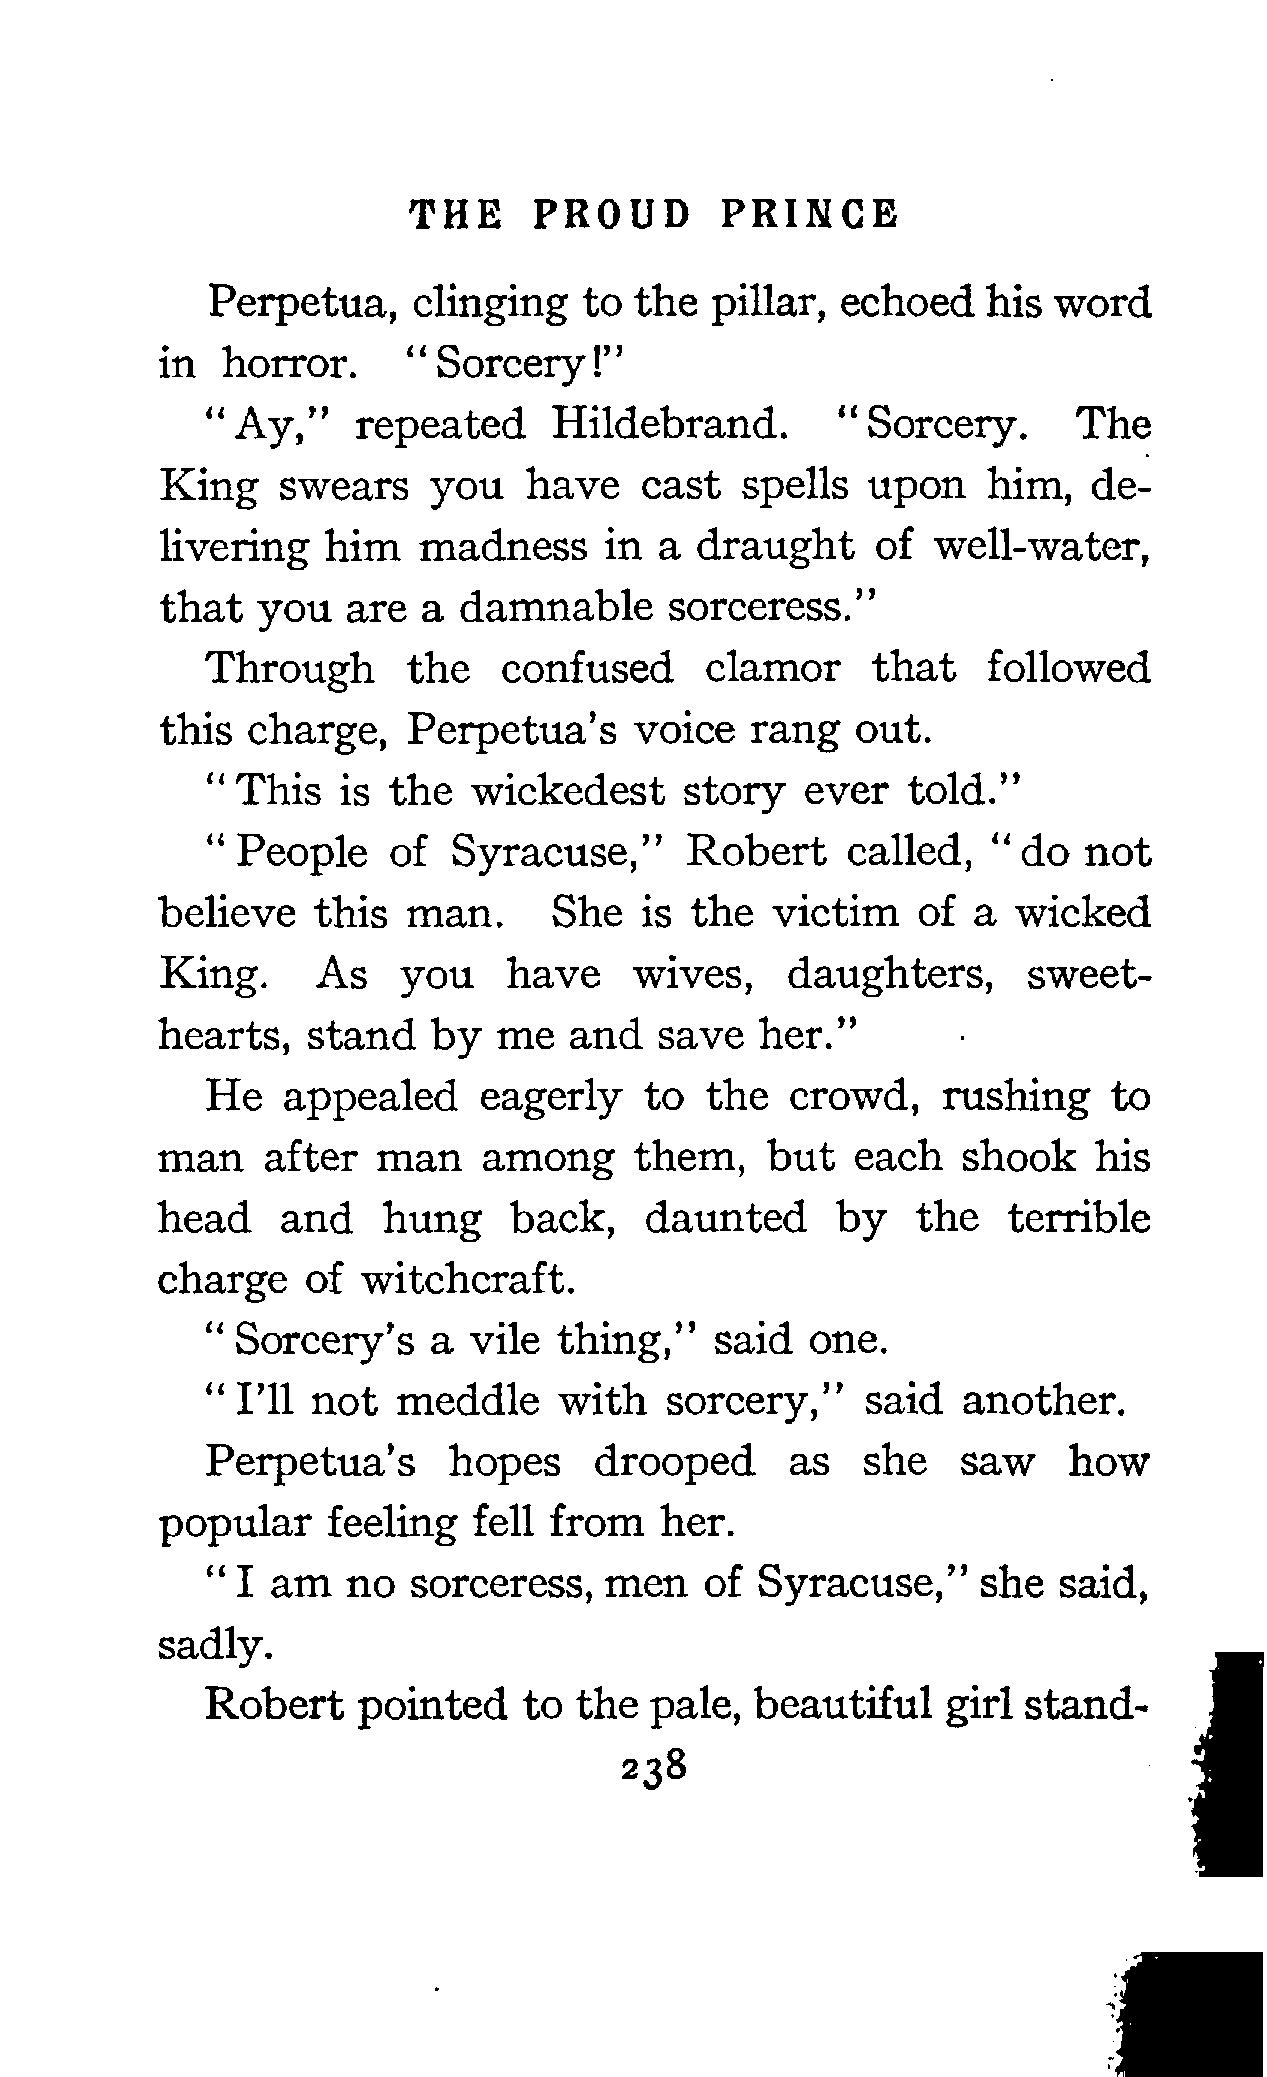 THE PROUD PRINCE
Perpetua, clinging to the pillar, echoed his word
in horror. "Sorcery!"
"Ay," repeated Hildebrand. "Sorcery. The
King swears you have cast spells upon him, de-
livering him madness in a draught of well-water,
that you are a damnable sorceress."
Through the confused clamor that followed
this charge, Perpetua's voice rang out.
"This is the wickedest story ever told."
"People of Syracuse," Robert called, "do not
believe this man. She is the victim of a wicked
King. As you have wives, daughters, sweet-
hearts, stand by me and save her."
He appealed eagerly to the crowd, rushing to
man after man among them, but each shook his
head and hung back, daunted by the terrible
charge of witchcraft.
"Sorcery's a vile thing," said one.
"I'll not meddle with sorcery," said another.
Perpetua's hopes drooped as she saw how
popular feeling fell from her.
"I am no sorceress, men of Syracuse," she said,
sadly.
Robert pointed to the pale, beautiful girl stand-
238